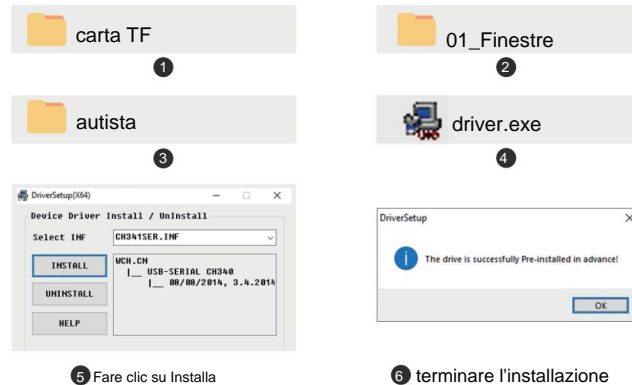 carta TF
01_Finestre
1
2
autista
driver.exe
3
4
DriverSetup(X64)
Device Driver Install / UnInstall
Select INF CH341SER.INF
INSTALL
UNINSTALL
HELP
WCH.CN
|__ USB-SERIAL CH340
|__ 08/08/2014, 3.4.2014
DriverSetup
The drive is successfully Pre-installed in advance!
OK
5 Fare clic su Installa
6 terminare l'installazione